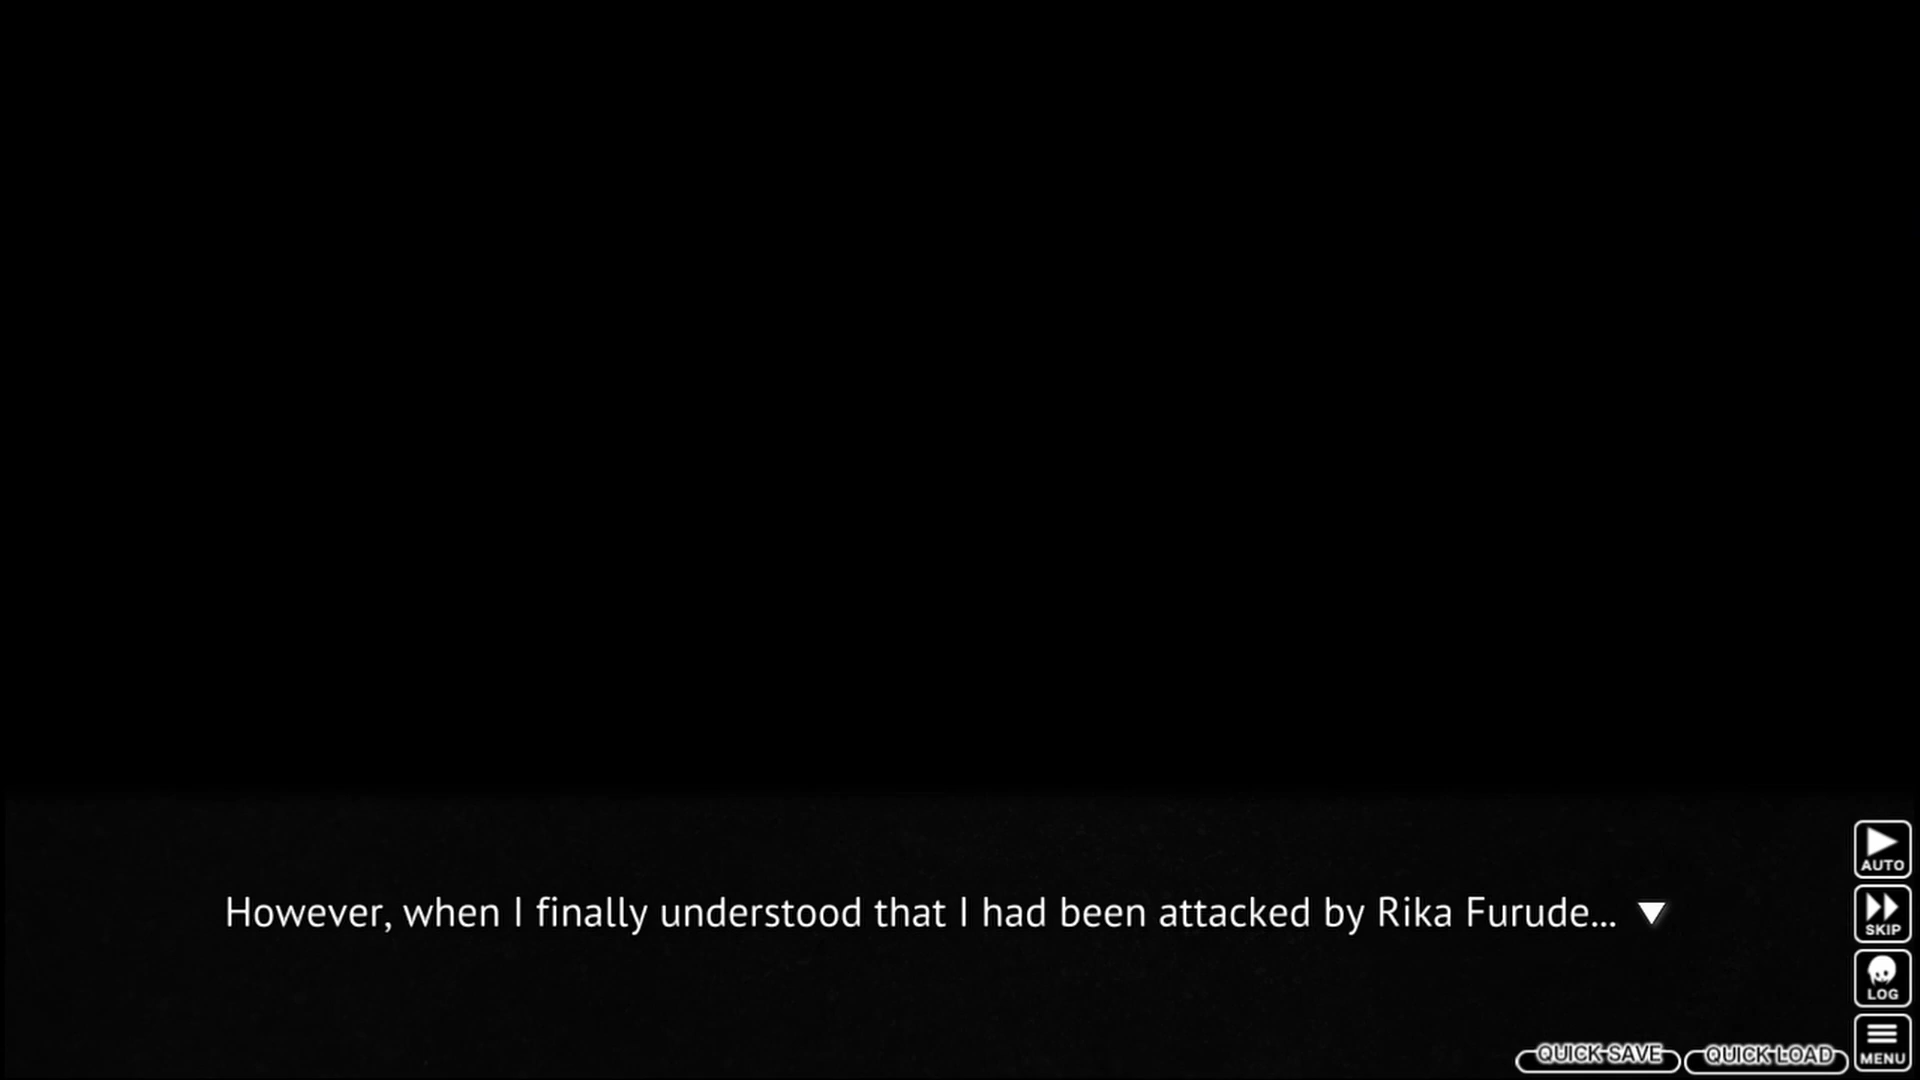 However, when I finally understood that I had been attacked by Rika Furude...
AUTO
SKIP
LOG
MENU
QUICK SAVE
QUICK LOAD